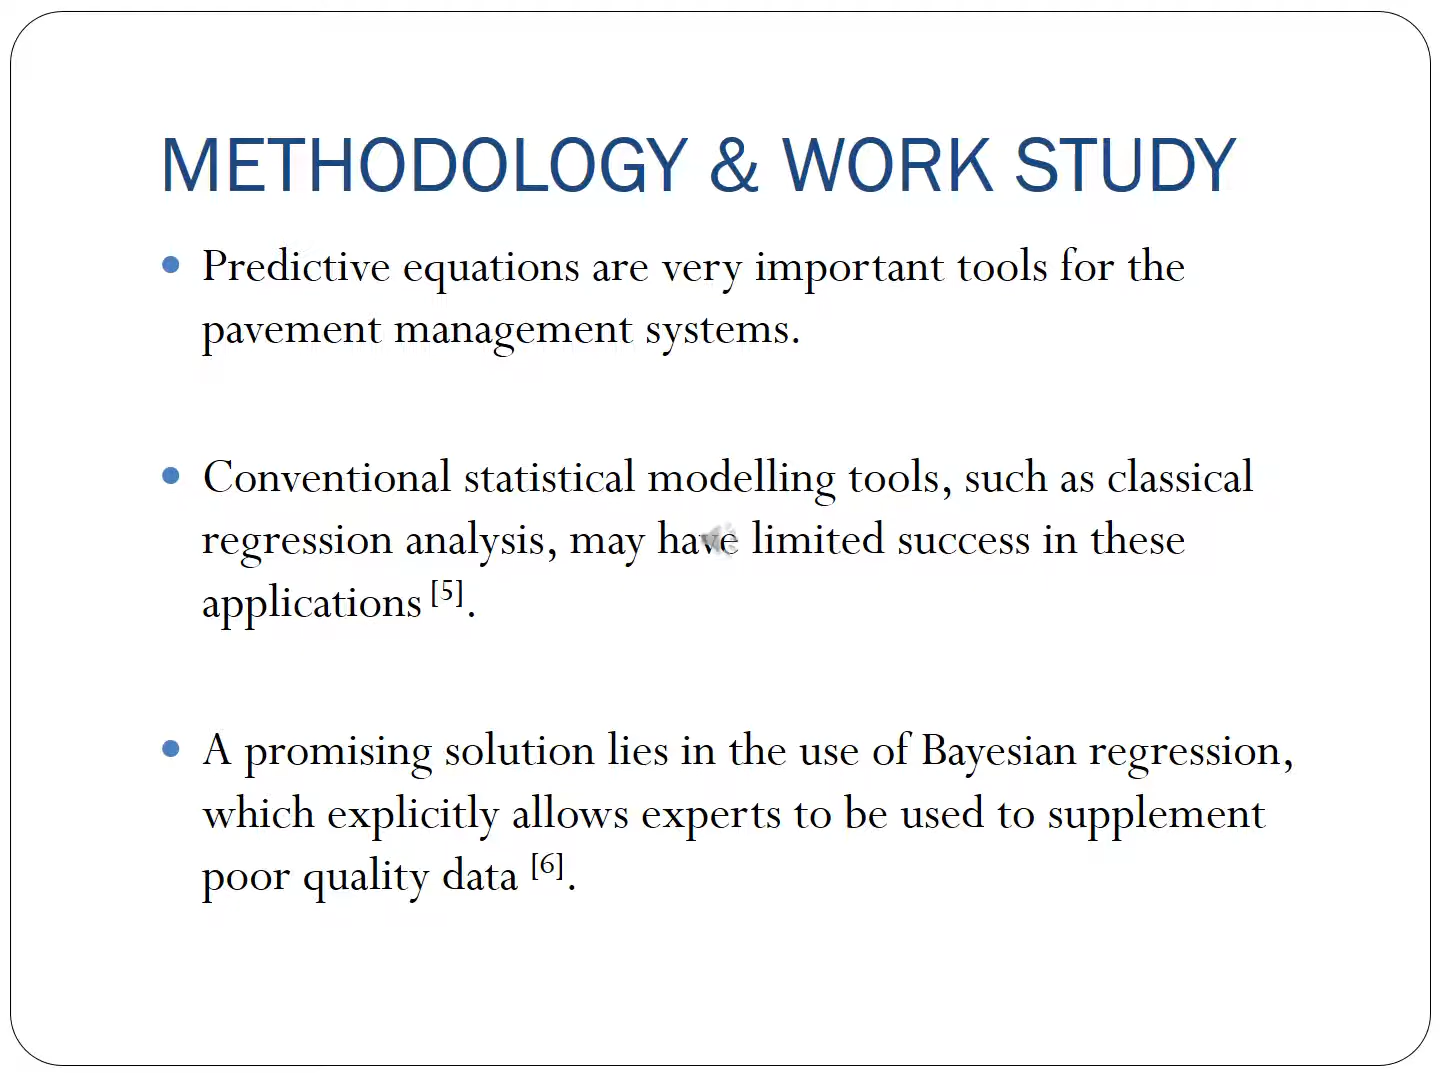 METHODOLOGY & WORK STUDY
• Predictive equations are very important tools for the
pavement management systems.
• Conventional statistical modelling tools, such as classical
regression analysis, may have limited success in these
applications [5].
• A promising solution lies in the use of Bayesian regression,
which explicitly allows experts to be used to supplement
poor quality data [6].